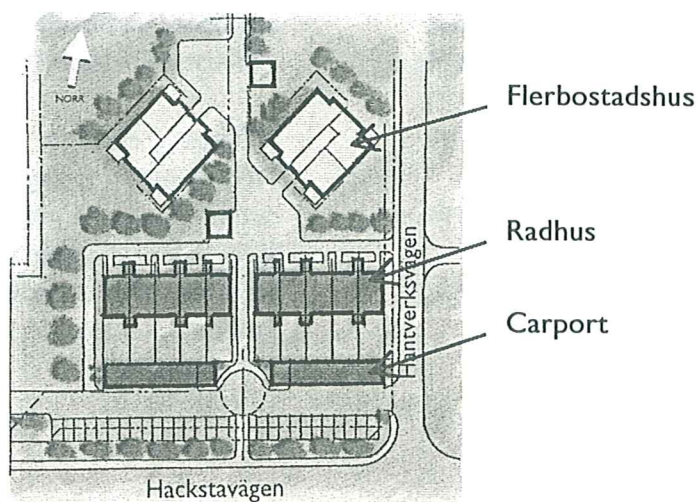 NORR
Flerbostadshus
Radhus
Hantverksvägen
Carport
Hackstavägen